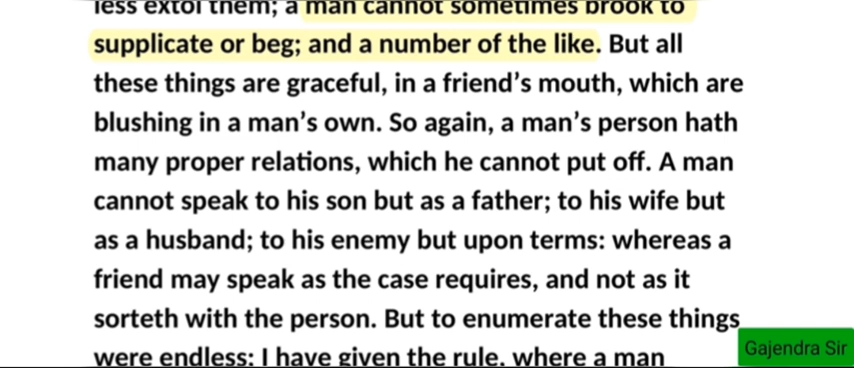 less extol them; a man cannot sometimes brook to
supplicate or beg; and a number of the like. But all
these things are graceful, in a friend's mouth, which are
blushing in a man's own. So again, a man's person hath
many proper relations, which he cannot put off. A man
cannot speak to his son but as a father; to his wife but
as a husband; to his enemy but upon terms: whereas a
friend may speak as the case requires, and not as it
sorteth with the person. But to enumerate these things
were endless: I have given the rule, where a man
Gajendra Sir